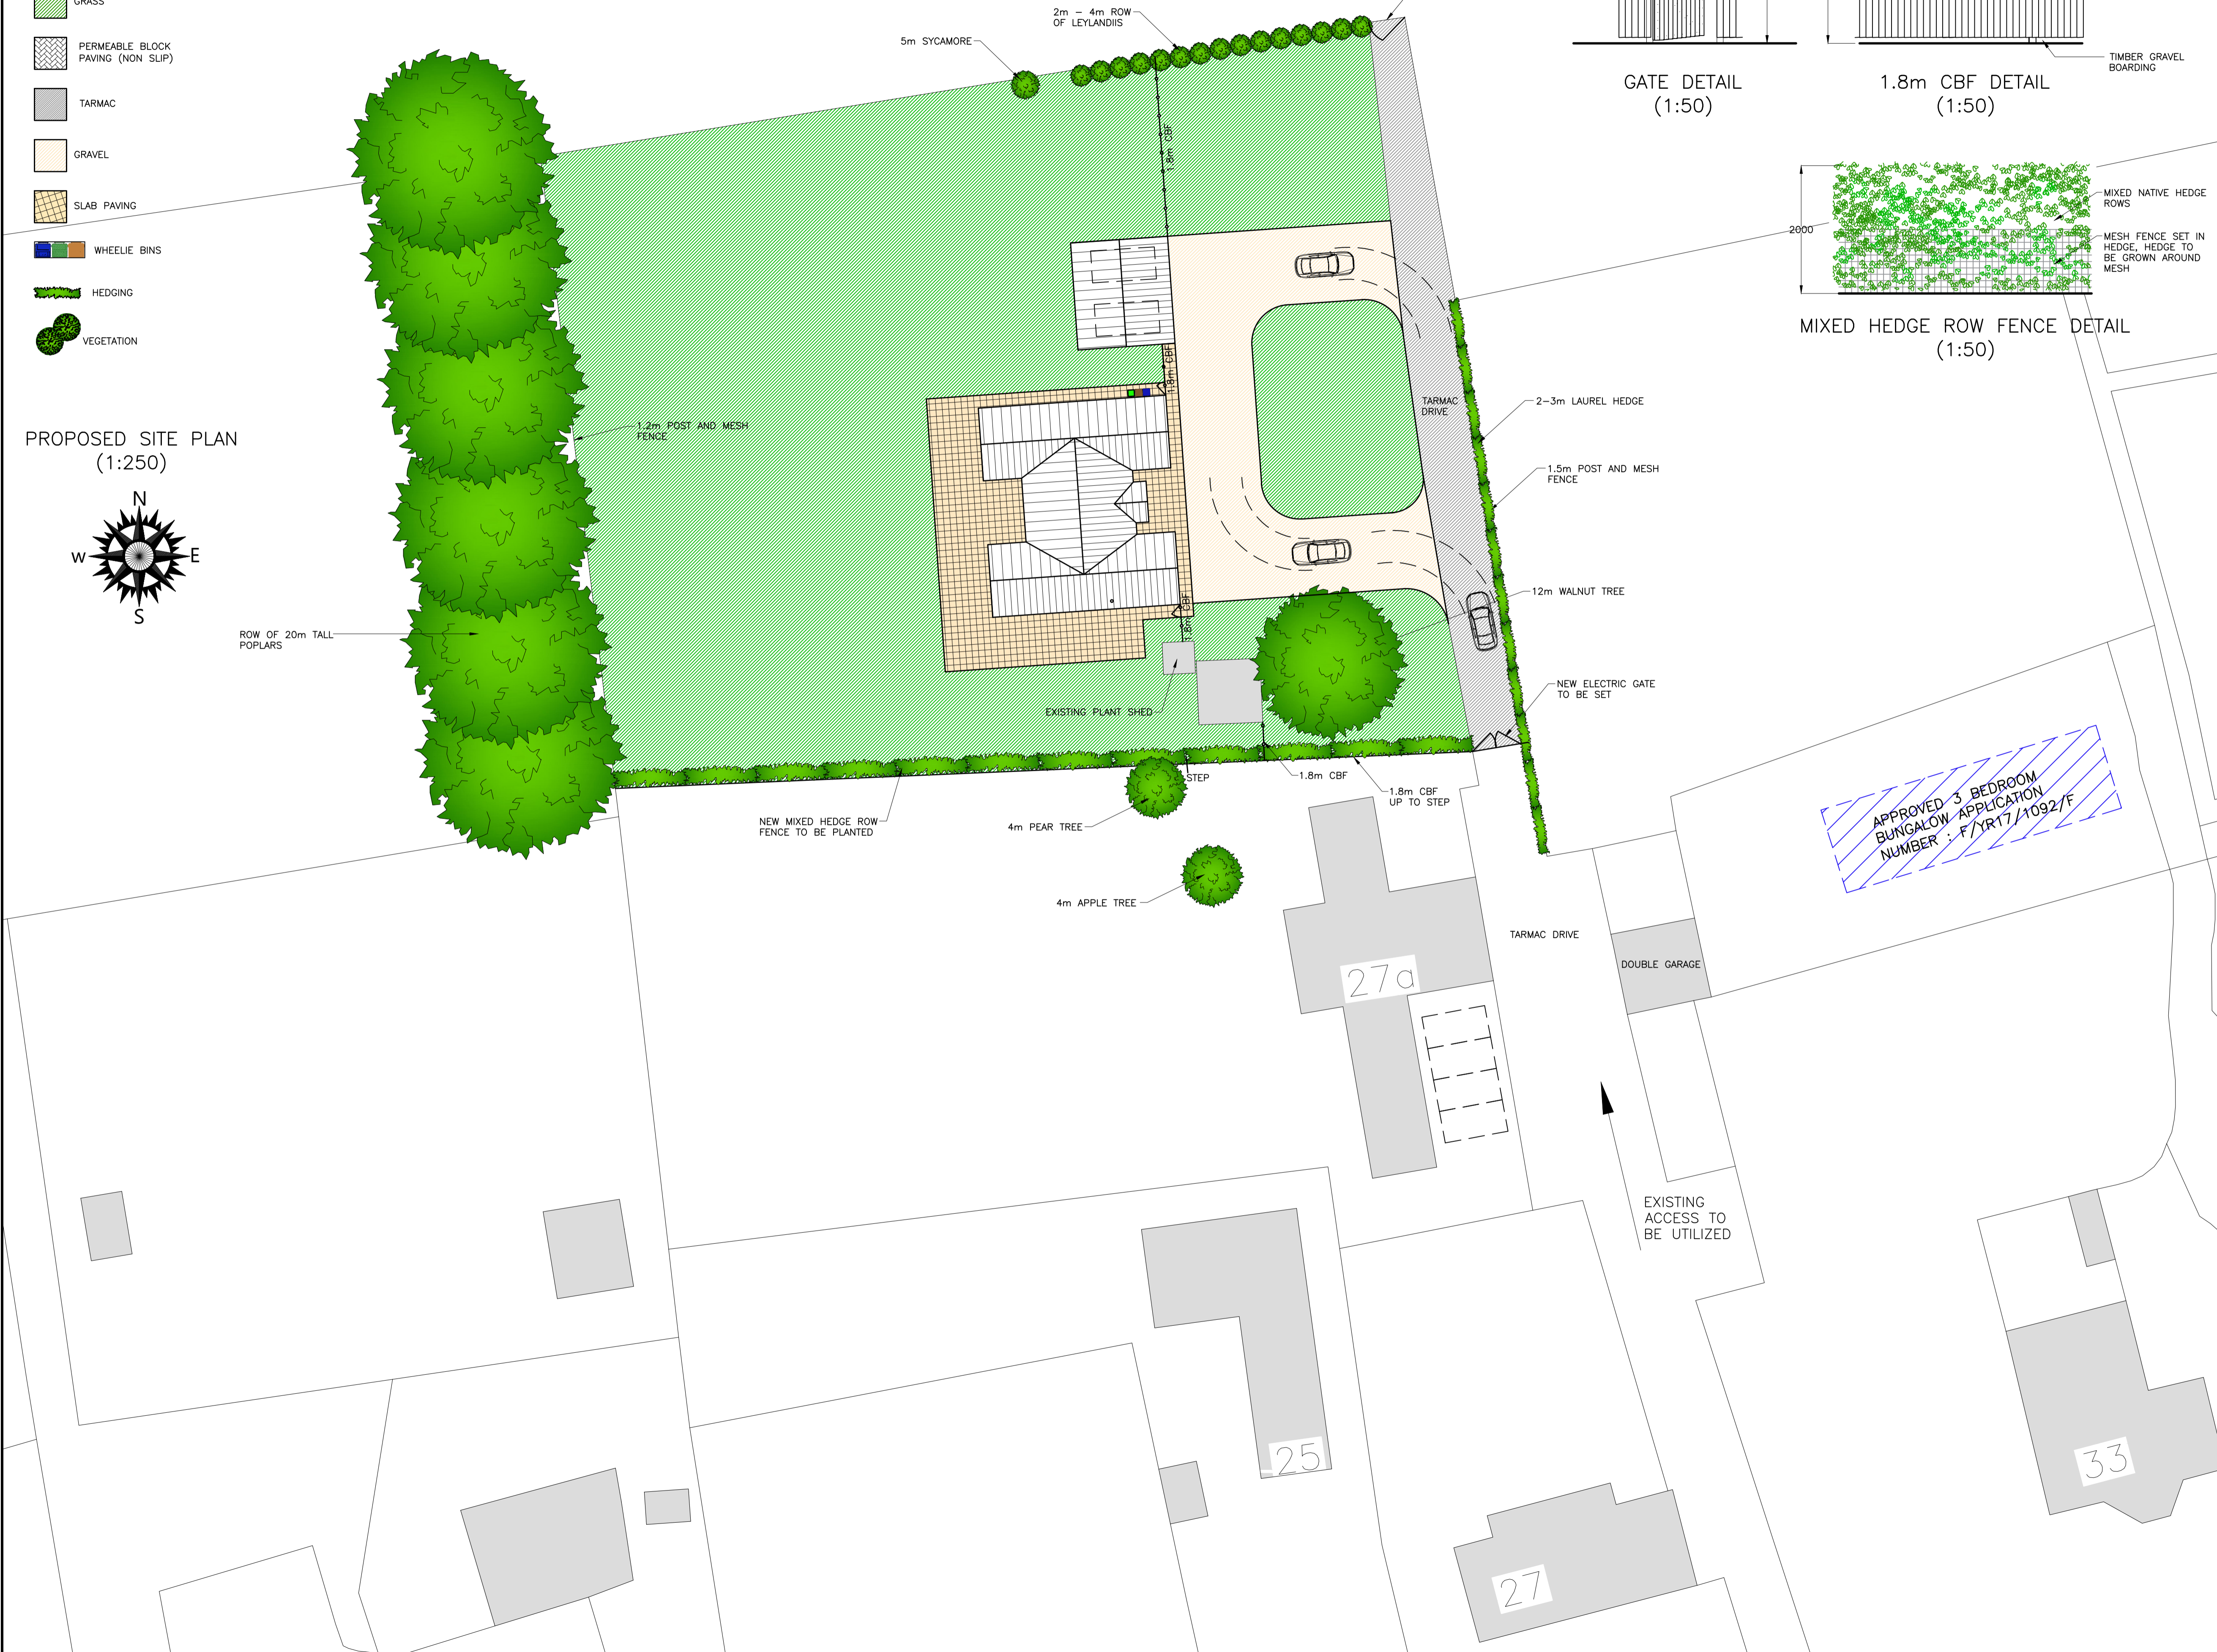 GRASS
PERMEABLE BLOCK
PAVING (NON SLIP)
TARMAC
GRAVEL
SLAB PAVING
WHEELIE BINS
HEDGING
VEGETATION
PROPOSED SITE PLAN
(1:250)
N
W
E
S
ROW OF 20m TALL
POPLARS
5m SYCAMORE
2m - 4m ROW
OF LEYLANDIIS
1.8m CBF
1.8m CBF
1.2m POST AND MESH
FENCE
TARMAC
DRIVE
2-3m LAUREL HEDGE
1.5m POST AND MESH
FENCE
12m WALNUT TREE
1.8m CBF
NEW ELECTRIC GATE
TO BE SET
EXISTING PLANT SHED
STEP
1.8m CBF
1.8m CBF
UP TO STEP
NEW MIXED HEDGE ROW
FENCE TO BE PLANTED
4m PEAR TREE
4m APPLE TREE
GATE DETAIL
(1:50)
1.8m CBF DETAIL
(1:50)
TIMBER GRAVEL
BOARDING
2000
MIXED NATIVE HEDGE
ROWS
MESH FENCE SET IN
HEDGE, HEDGE TO
BE GROWN AROUND
MESH
MIXED HEDGE ROW FENCE DETAIL
(1:50)
APPROVED 3 BEDROOM
BUNGALOW APPLICATION
NUMBER : F/YR17/1092/F
TARMAC DRIVE
DOUBLE GARAGE
27a
EXISTING
ACCESS TO
BE UTILIZED
25
27
33